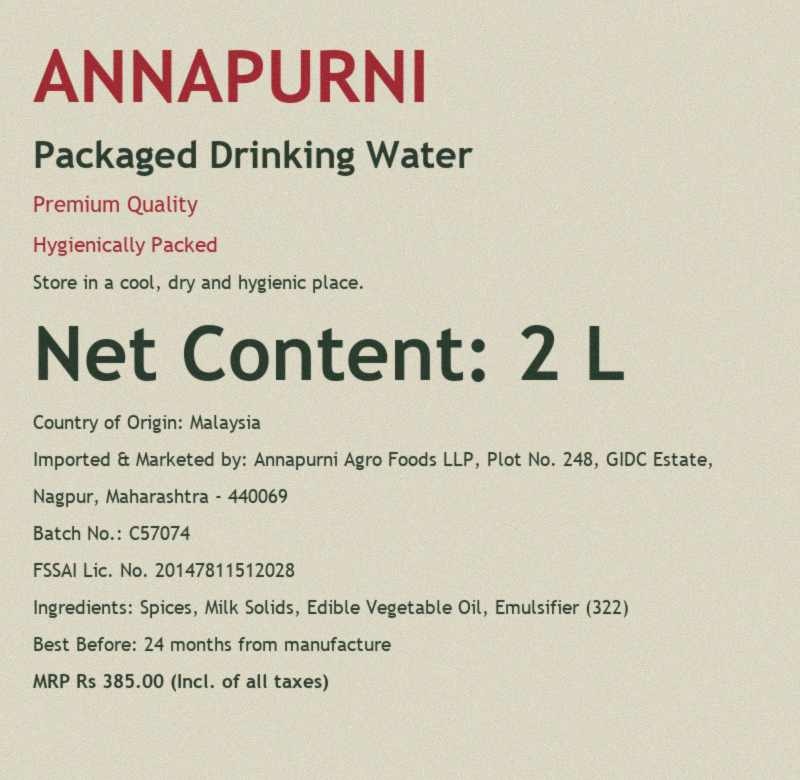 ANNAPURNI
Packaged Drinking Water
Premium Quality
Hygienically Packed
Store in a cool, dry and hygienic place.
Net Content: 2 L
Country of Origin: Malaysia
Imported & Marketed by: Annapurni Agro Foods LLP, Plot No. 248, GIDC Estate,
Nagpur, Maharashtra - 440069
Batch No.: C57074
FSSAI Lic. No. 20147811512028
Ingredients: Spices, Milk Solids, Edible Vegetable Oil, Emulsifier (322)
Best Before: 24 months from manufacture
MRP Rs 385.00 (Incl. of all taxes)